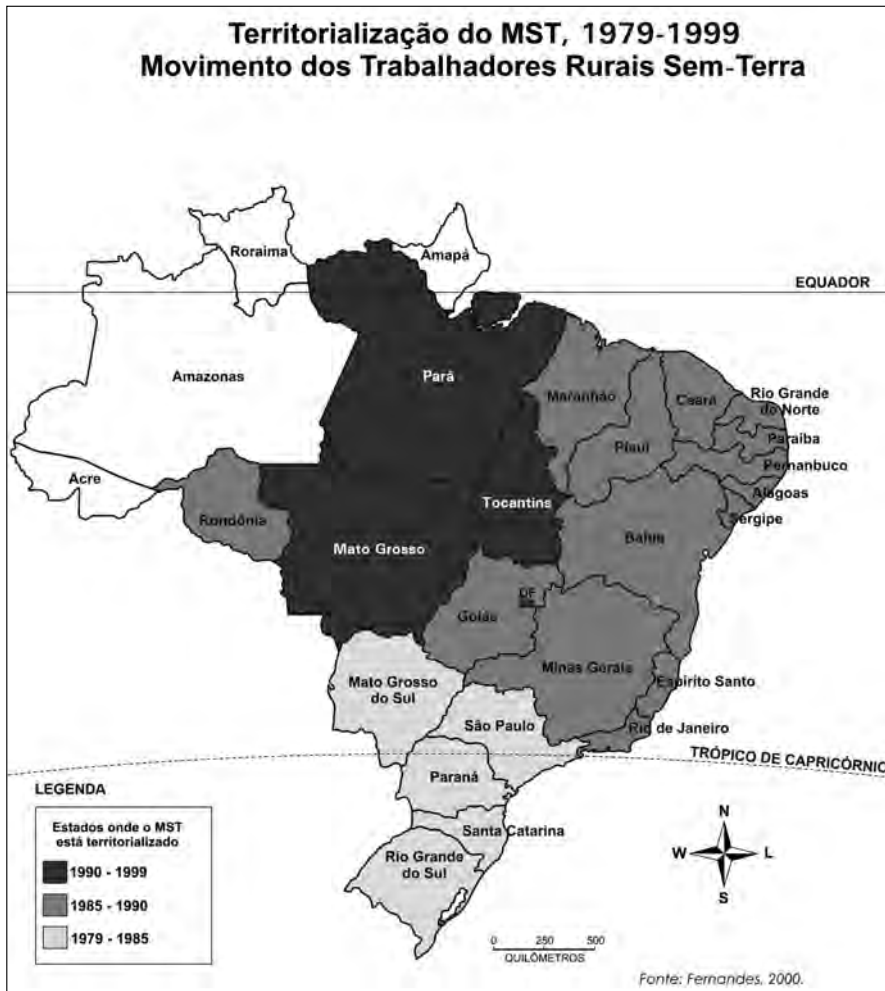 Territorialização do MST, 1979-1999
Movimento dos Trabalhadores Rurais Sem-Terra
Roraima
Amapá
EQUADOR
Amazonas
Pará
Maranhão
Ceará
Rio Grande
do Norte
Paraiba
Piauí
Pernanbuco
Acre
Alagoas
Tocantins
Sergipe
Rondônia
Bahia
Mato Grosso
DF
Goiás
Minas Gerais
Espírito Santo
Mato Grosso
do Sul
São Paulo
Rio de Janeiro
TRÓPICO DE CAPRICÓRNIO
Paraná
LEGENDA
Estados onde o MST
está territorializado
1990 - 1999
1985 - 1990
1979 - 1985
Santa Catarina
Rio Grande
do Sul
N
W
L
S
0 250 500
QUILÔMETROS
Fonte: Fernandes, 2000.